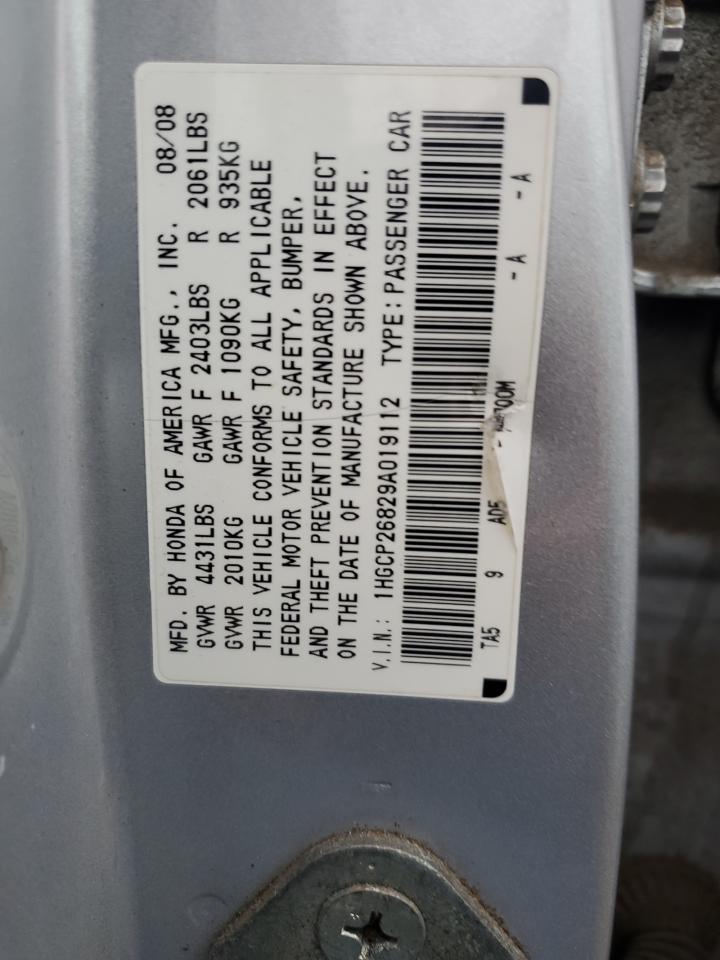 MFD. BY HONDA OF AMERICA MFG., INC. 08/08
GVWR 4431LBS GAWR F 2403LBS R 2061LBS
GVWR 2010KG GAWR F 1090KG R 935KG
THIS VEHICLE CONFORMS TO ALL APPLICABLE
FEDERAL MOTOR VEHICLE SAFETY, BUMPER,
AND THEFT PREVENTION STANDARDS IN EFFECT
ON THE DATE OF MANUFACTURE SHOWN ABOVE.
V.I.N.: 1HGCP26829A019112 TYPE: PASSENGER CAR
TA5 9 - A - A